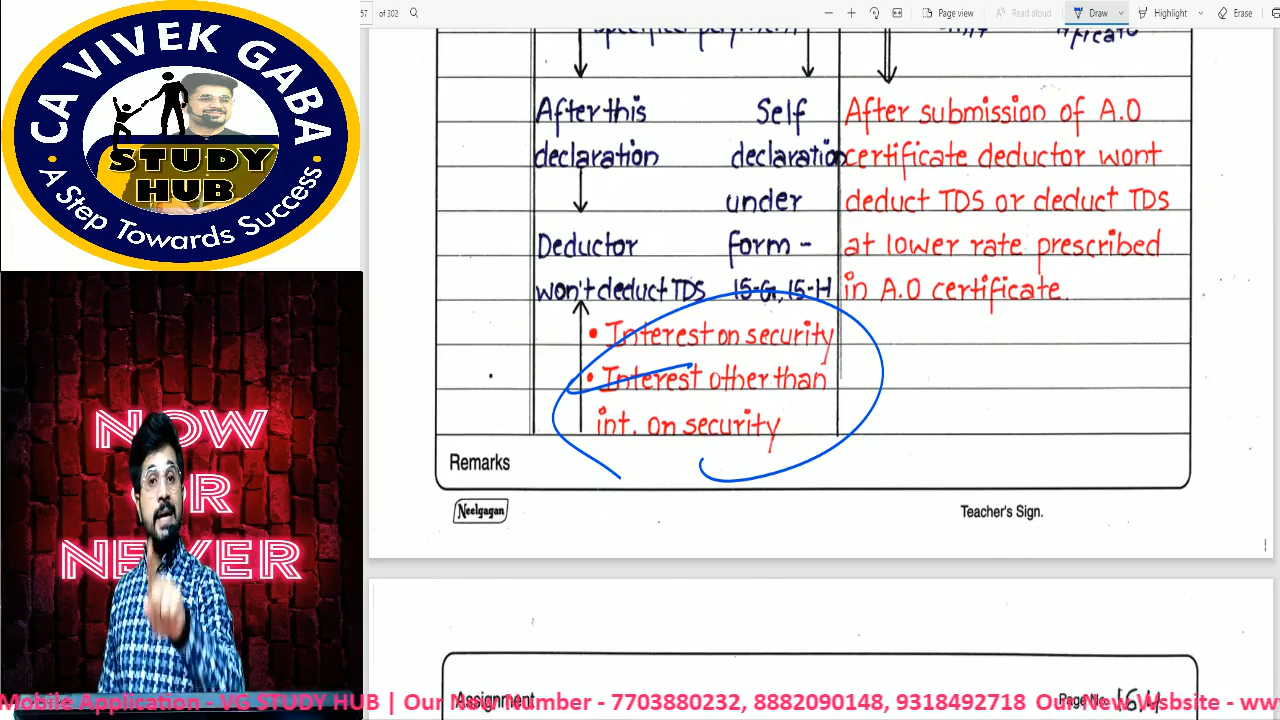 CA VIVEK GABA
STUDY
HUB
A Step Towards Success
NOW
OR
NEVER
of 302
Page view
Read aloud
Draw
Highlight
Erase
After this
declaration
Deductor
won't deduct TDS
Self
declaration
under
form -
15-G, 15-H
• Interest on security
• Interest other than
int. on security
After submission of A.O
certificate deductor wont
deduct TDS or deduct TDS
at lower rate prescribed
in A.O certificate.
Remarks
Neelgagan
Teacher's Sign.
Assignment
Page No.
Mobile Application - VG STUDY HUB | Our New Number - 7703880232, 8882090148, 9318492718 Our New Website - ww